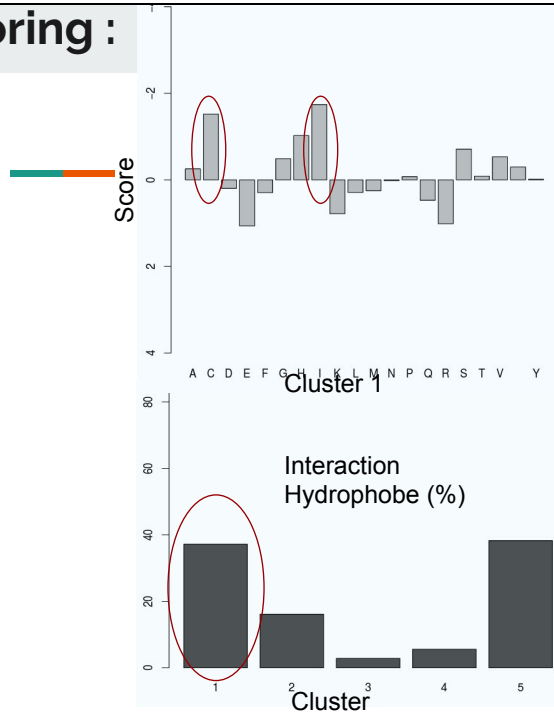 oring :
Score
-2
0
2
4
A C D E F G H I K L M N P Q R S T V Y
Cluster 1
80
60
40
20
0
Interaction
Hydrophobe (%)
1 2 3 4 5
Cluster